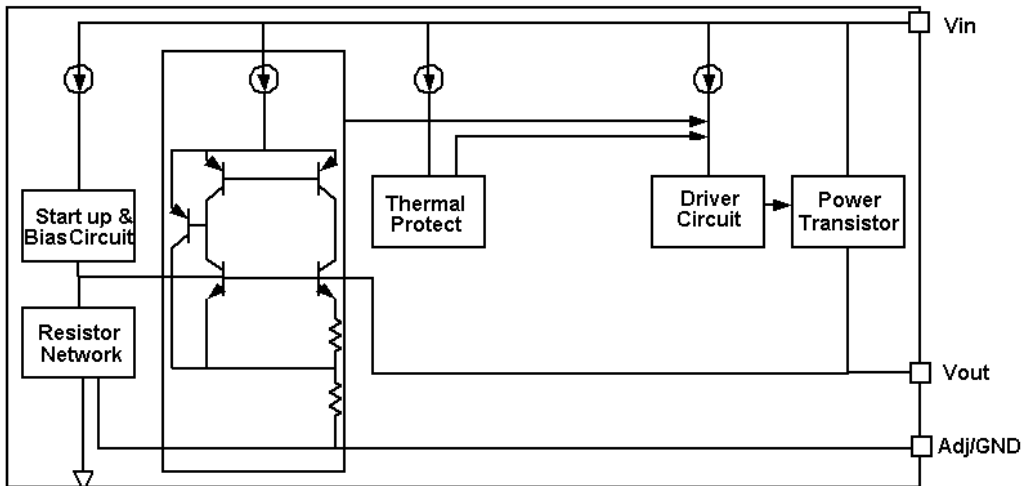 Vin
Start up &
Bias Circuit
Thermal
Protect
Driver
Circuit
Power
Transistor
Resistor
Network
Vout
Adj/GND